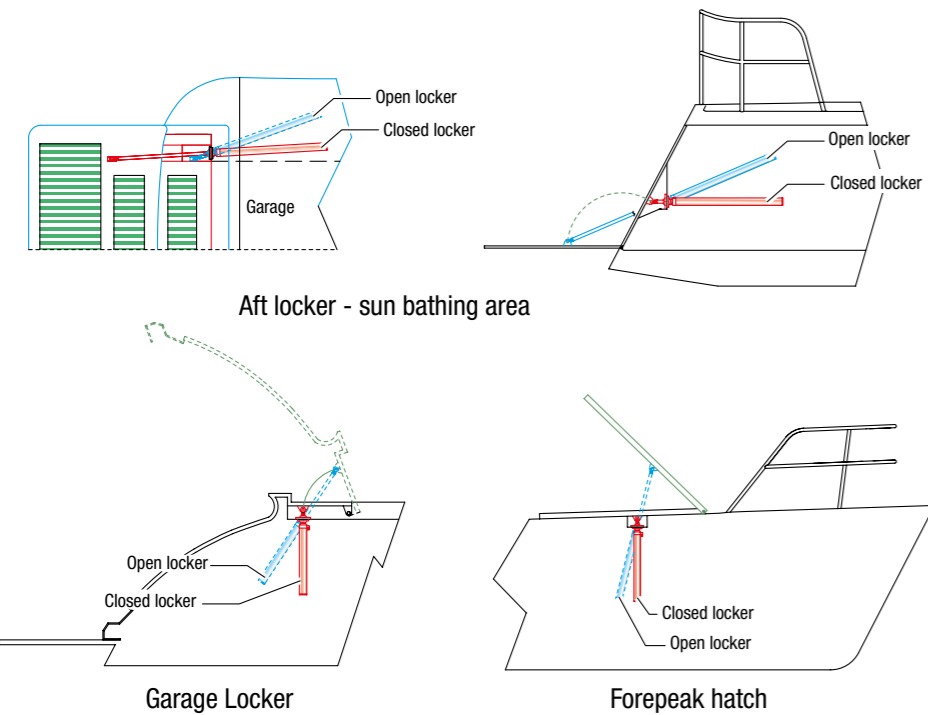 Open locker
Closed locker
Garage
Open locker
Closed locker
Aft locker - sun bathing area
Open locker
Closed locker
Garage Locker
Closed locker
Open locker
Forepeak hatch